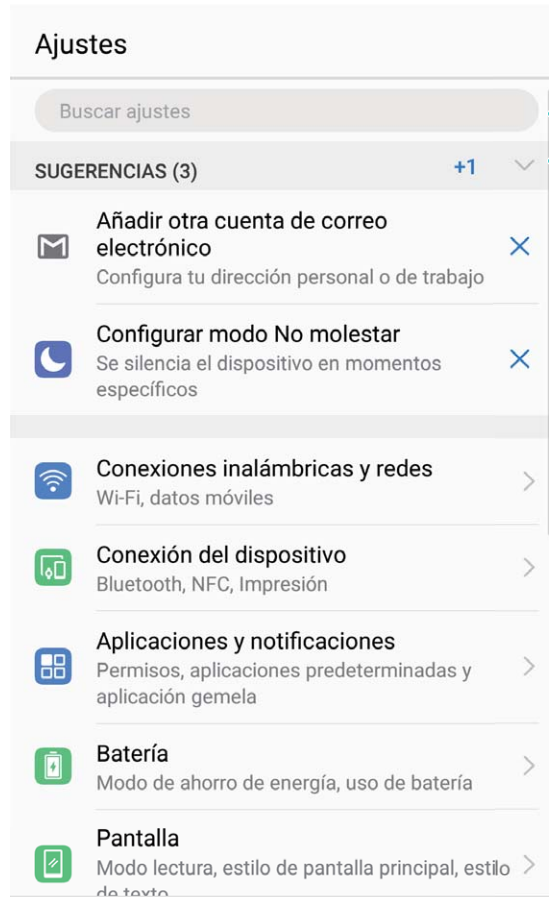 Ajustes
Buscar ajustes
SUGERENCIAS (3) +1
Añadir otra cuenta de correo
electrónico
Configura tu dirección personal o de trabajo
Configurar modo No molestar
Se silencia el dispositivo en momentos
específicos
Conexiones inalámbricas y redes
Wi-Fi, datos móviles
Conexión del dispositivo
Bluetooth, NFC, Impresión
Aplicaciones y notificaciones
Permisos, aplicaciones predeterminadas y
aplicación gemela
Batería
Modo de ahorro de energía, uso de batería
Pantalla
Modo lectura, estilo de pantalla principal, estilo
de texto